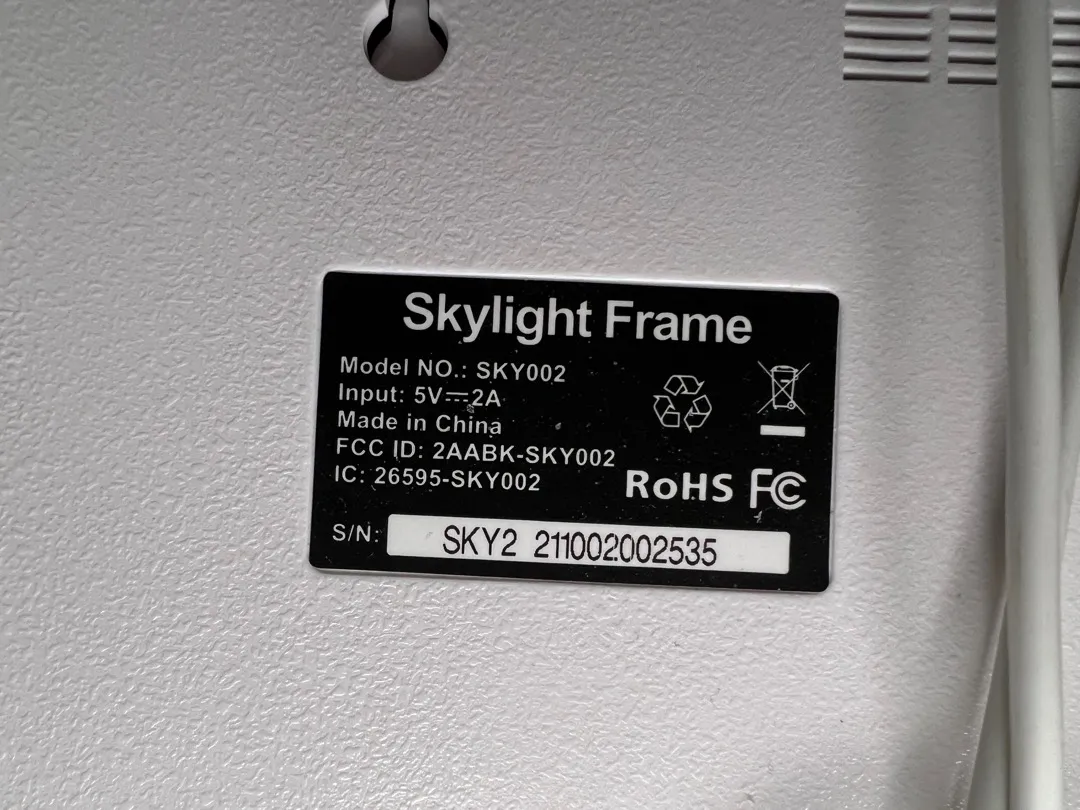 Skylight Frame
Model NO.: SKY002
Input: 5V⎓2A
Made in China
FCC ID: 2AABK-SKY002
IC: 26595-SKY002
RoHS FC
S/N: SKY2 211002002535